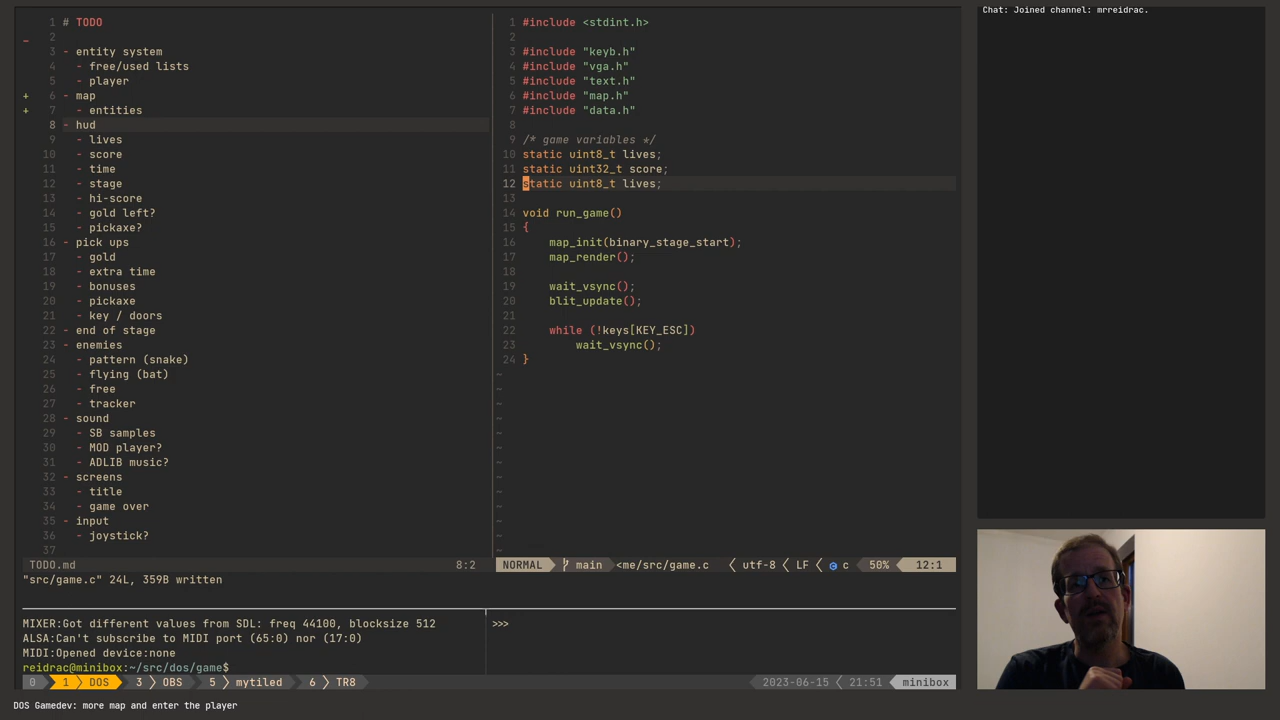 1 # TODO
2
3 - entity system
4 - free/used lists
5 - player
+ 6 - map
+ 7 - entities
8 - hud
9 - lives
10 - score
11 - time
12 - stage
13 - hi-score
14 - gold left?
15 - pickaxe?
16 - pick ups
17 - gold
18 - extra time
19 - bonuses
20 - pickaxe
21 - key / doors
22 - end of stage
23 - enemies
24 - pattern (snake)
25 - flying (bat)
26 - free
27 - tracker
28 - sound
29 - SB samples
30 - MOD player?
31 - ADLIB music?
32 - screens
33 - title
34 - game over
35 - input
36 - joystick?
37
TODO.md 8:2
1 #include <stdint.h>
2
3 #include "keyb.h"
4 #include "vga.h"
5 #include "text.h"
6 #include "map.h"
7 #include "data.h"
8
9 /* game variables */
10 static uint8_t lives;
11 static uint32_t score;
12 static uint8_t lives;
13
14 void run_game()
15 {
16 map_init(binary_stage_start);
17 map_render();
18
19 wait_vsync();
20 blit_update();
21
22 while (!keys[KEY_ESC])
23 wait_vsync();
24 }
~
~
~
~
~
~
~
~
~
~
~
~
~
NORMAL main <me/src/game.c utf-8 LF c 50% 12:1
"src/game.c" 24L, 359B written
MIXER:Got different values from SDL: freq 44100, blocksize 512
ALSA:Can't subscribe to MIDI port (65:0) nor (17:0)
MIDI:Opened device:none
reidrac@minibox:~/src/dos/game$
>>>
0 1 DOS 3 OBS 5 mytiled 6 TR8 2023-06-15 21:51 minibox
DOS Gamedev: more map and enter the player
Chat: Joined channel: mrreidrac.